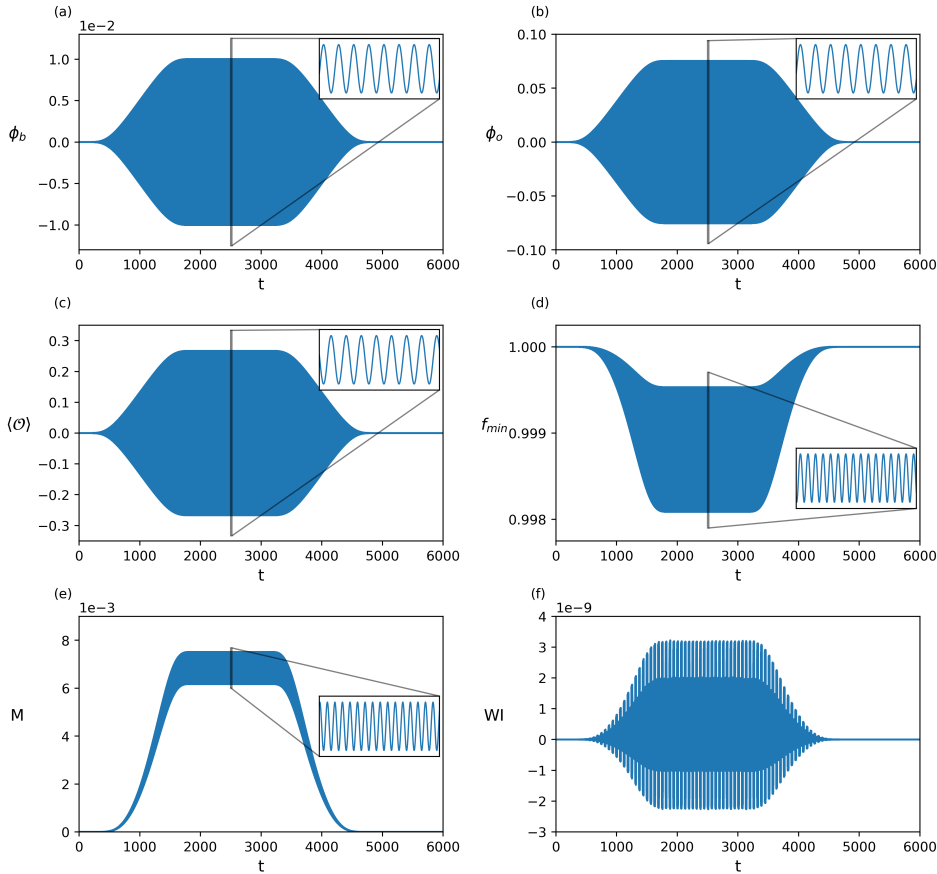 (a)
1e−2
1.0
0.5
0.0
−0.5
−1.0
ϕb
0 1000 2000 3000 4000 5000 6000
t
(b)
0.10
0.05
0.00
−0.05
−0.10
ϕo
0 1000 2000 3000 4000 5000 6000
t
(c)
0.3
0.2
0.1
0.0
−0.1
−0.2
−0.3
⟨𝒪⟩
0 1000 2000 3000 4000 5000 6000
t
(d)
1.000
0.999
0.998
fmin
0 1000 2000 3000 4000 5000 6000
t
(e)
1e−3
8
6
4
2
0
M
0 1000 2000 3000 4000 5000 6000
t
(f)
1e−9
4
3
2
1
0
−1
−2
−3
WI
0 1000 2000 3000 4000 5000 6000
t